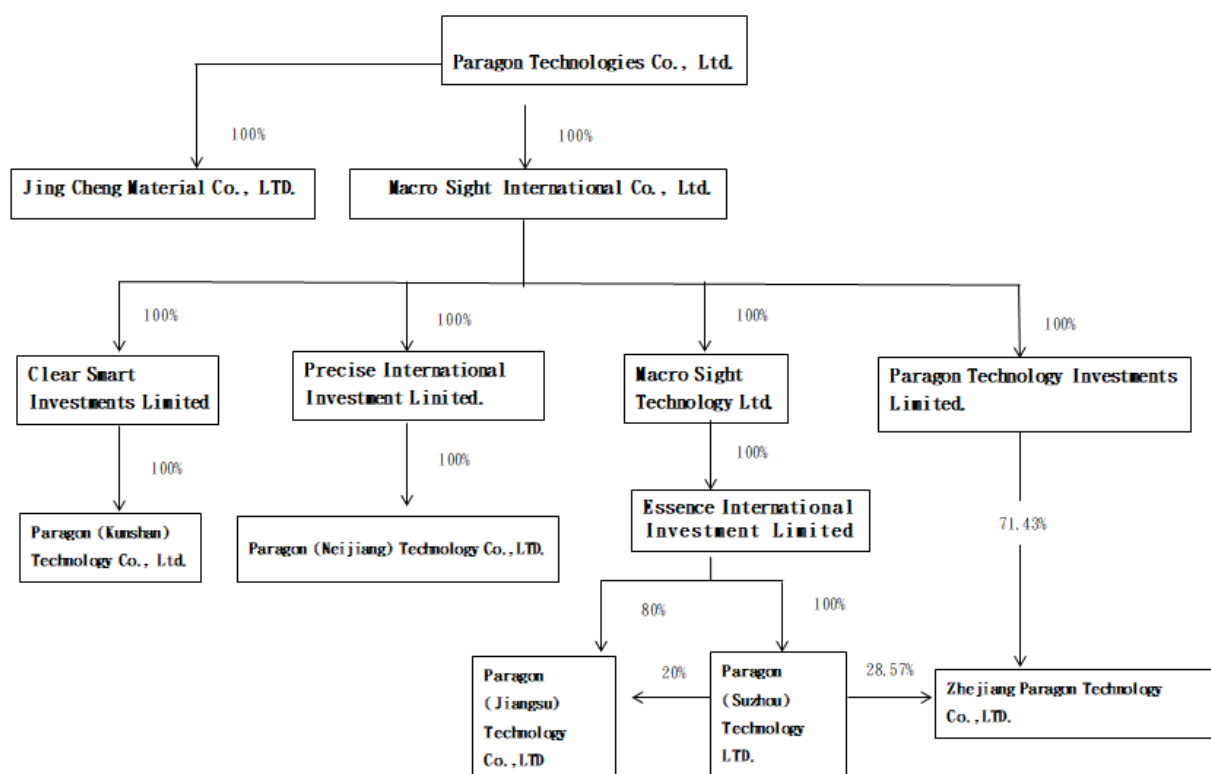 Paragon Technologies Co., Ltd.
100%
100%
Jing Cheng Material Co., LTD.
Macro Sight International Co., Ltd.
100%
100%
100%
100%
Clear Smart
Investments Limited
Precise International
Investment Linited.
Macro Sight
Technology Ltd.
Paragon Technology Investments
Limited.
100%
100%
100%
71.43%
Paragon (Kunshan)
Technology Co., Ltd.
Paragon (Neijiang) Technology Co.,LTD.
Essence International
Investment Limited
80%
100%
Paragon
(Jiangsu)
Technology
Co.,LTD
20%
Paragon
(Suzhou)
Technology
LTD.
28.57%
Zhejiang Paragon Technology
Co.,LTD.